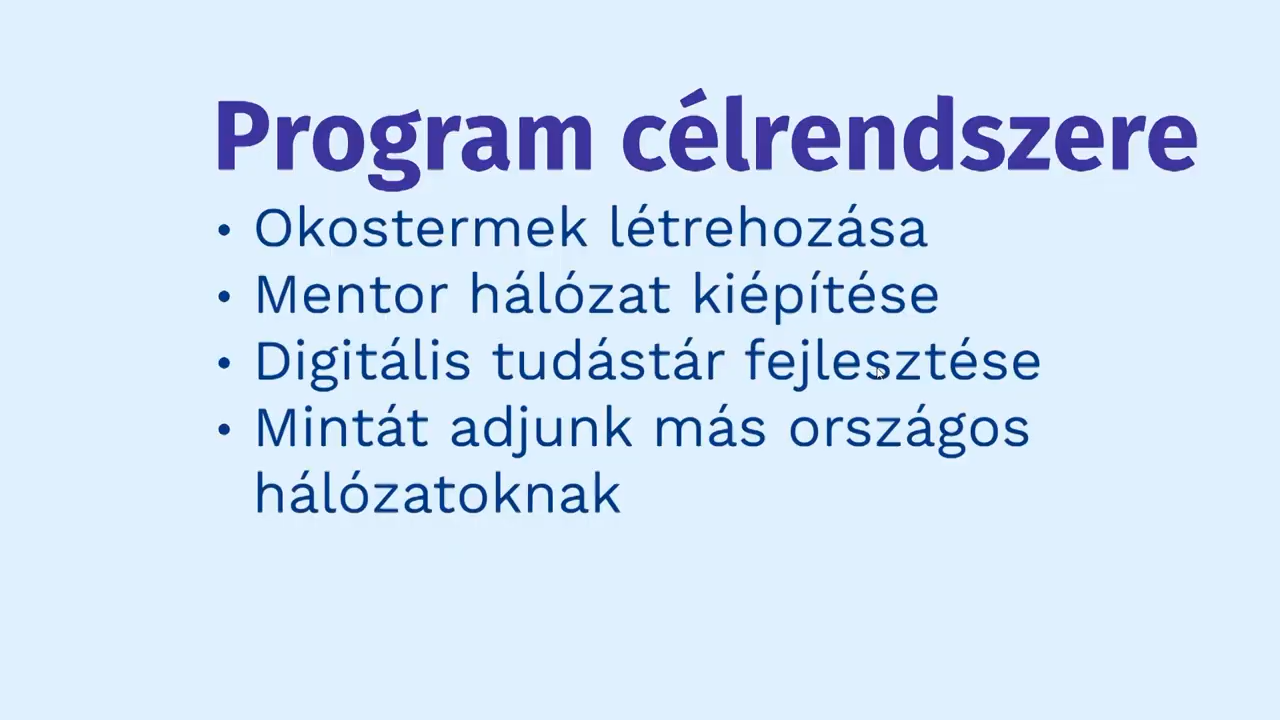 Program célrendszere
• Okostermek létrehozása
• Mentor hálózat kiépítése
• Digitális tudástár fejlesztése
• Mintát adjunk más országos
hálózatoknak